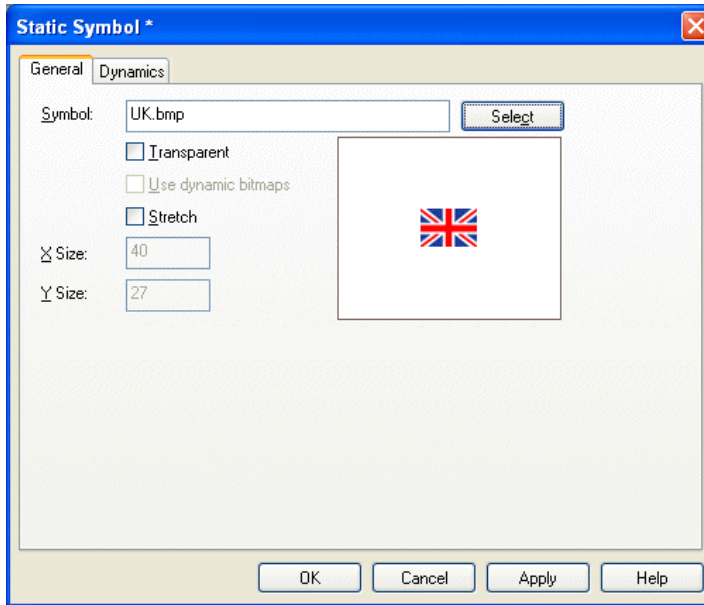 Static Symbol *
General Dynamics
Symbol: UK.bmp Select
Transparent
Use dynamic bitmaps
Stretch
X Size: 40
Y Size: 27
OK Cancel Apply Help